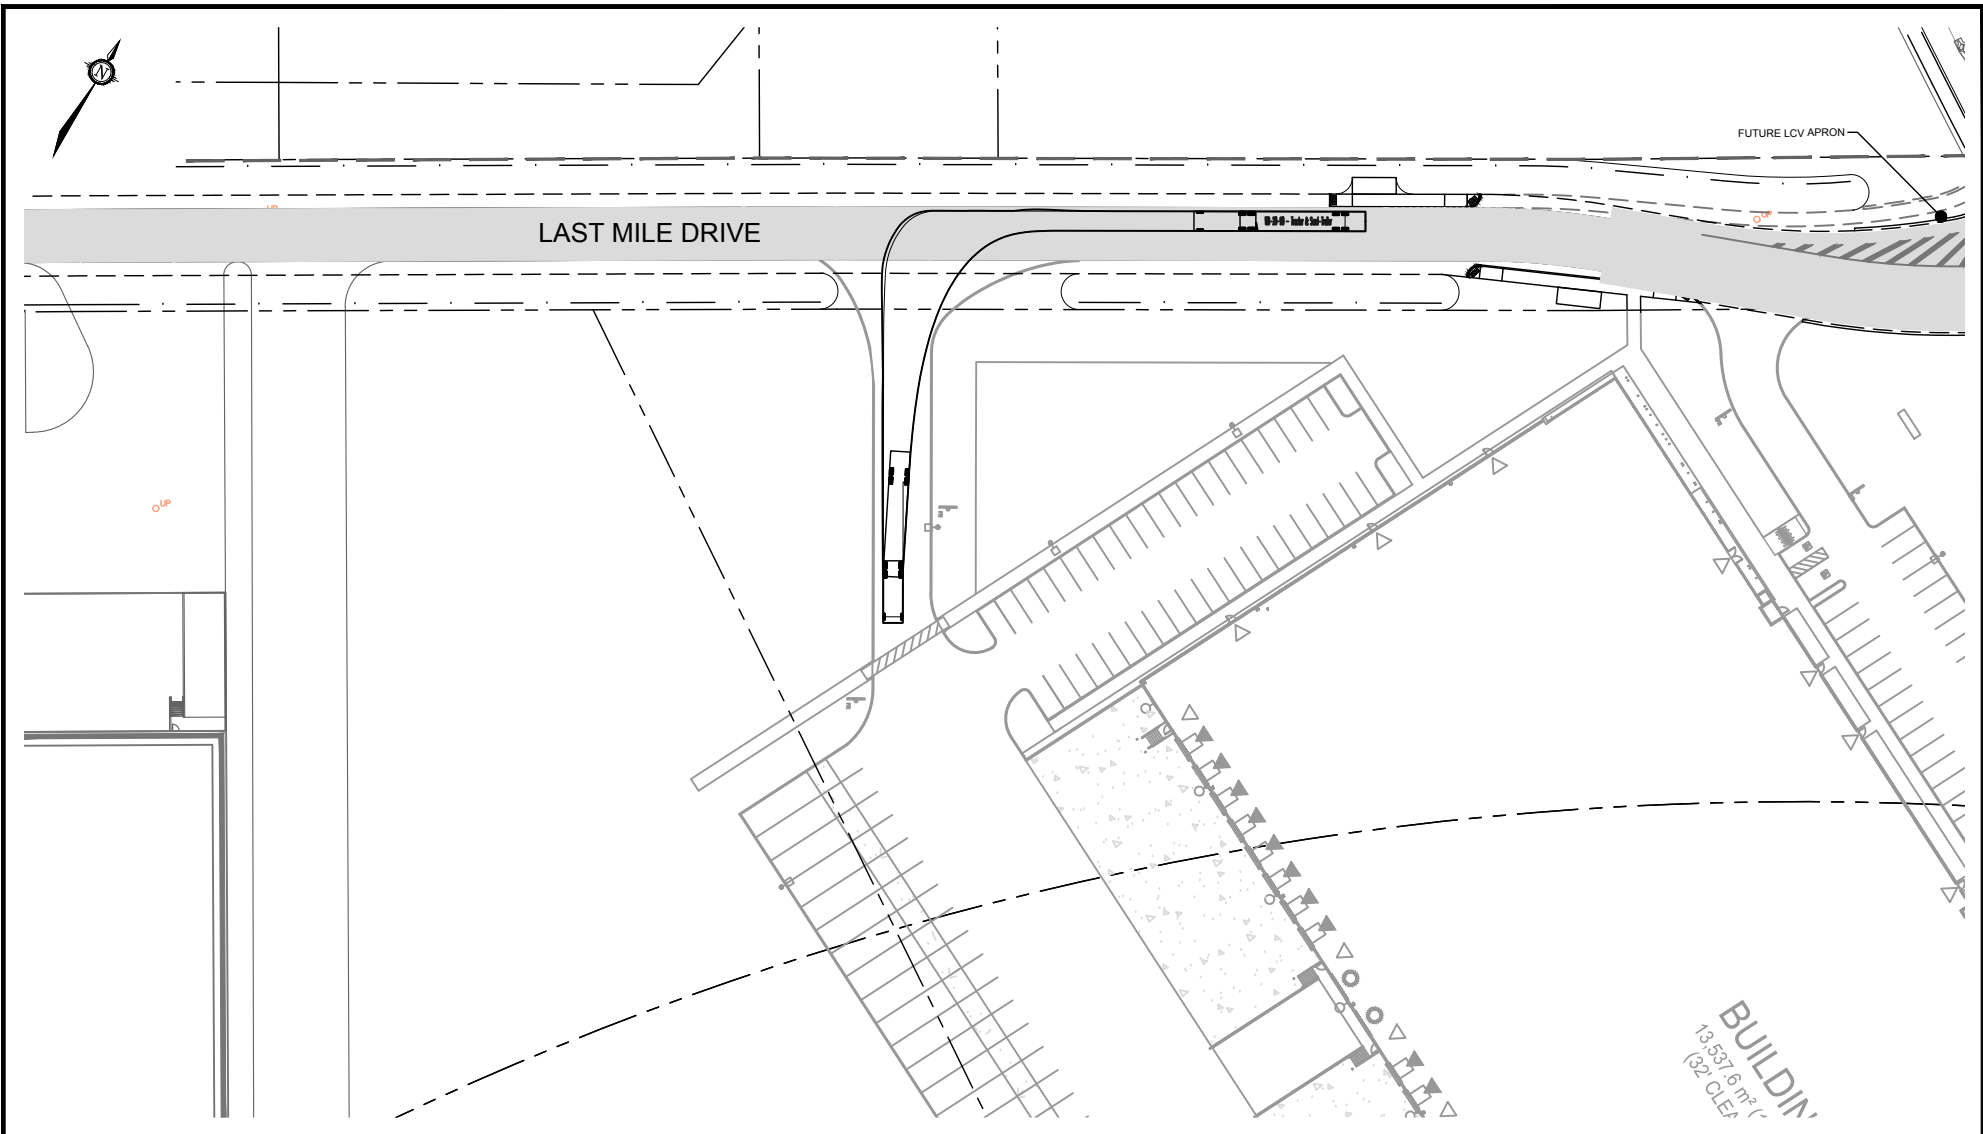 N
FUTURE LCV APRON
UP
UP
LAST MILE DRIVE
UP
BUILDIN
13,537.6 m² (
(32' CLEA